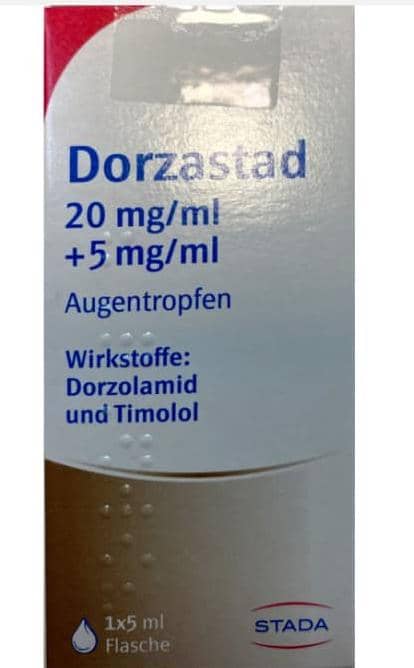 Dorzastad
20 mg/ml
+5 mg/ml
Augentropfen
Wirkstoffe:
Dorzolamid
und Timolol
1x5 ml
Flasche
STADA